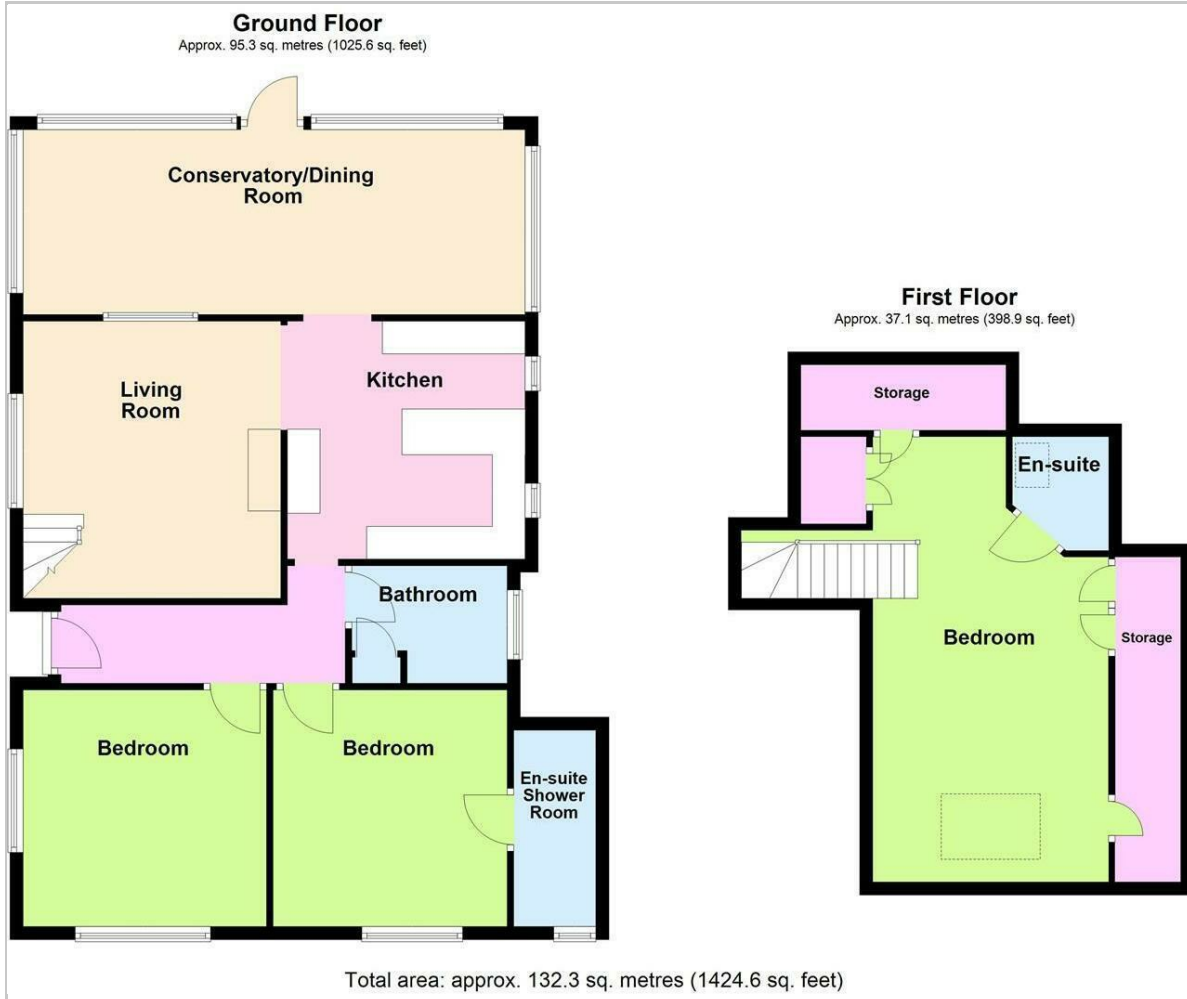 Ground Floor
Approx. 95.3 sq. metres (1025.6 sq. feet)
Conservatory/Dining
Room
Living
Room
Kitchen
Bathroom
Bedroom
Bedroom
En-suite
Shower
Room
First Floor
Approx. 37.1 sq. metres (398.9 sq. feet)
Storage
En-suite
Bedroom
Storage
Total area: approx. 132.3 sq. metres (1424.6 sq. feet)